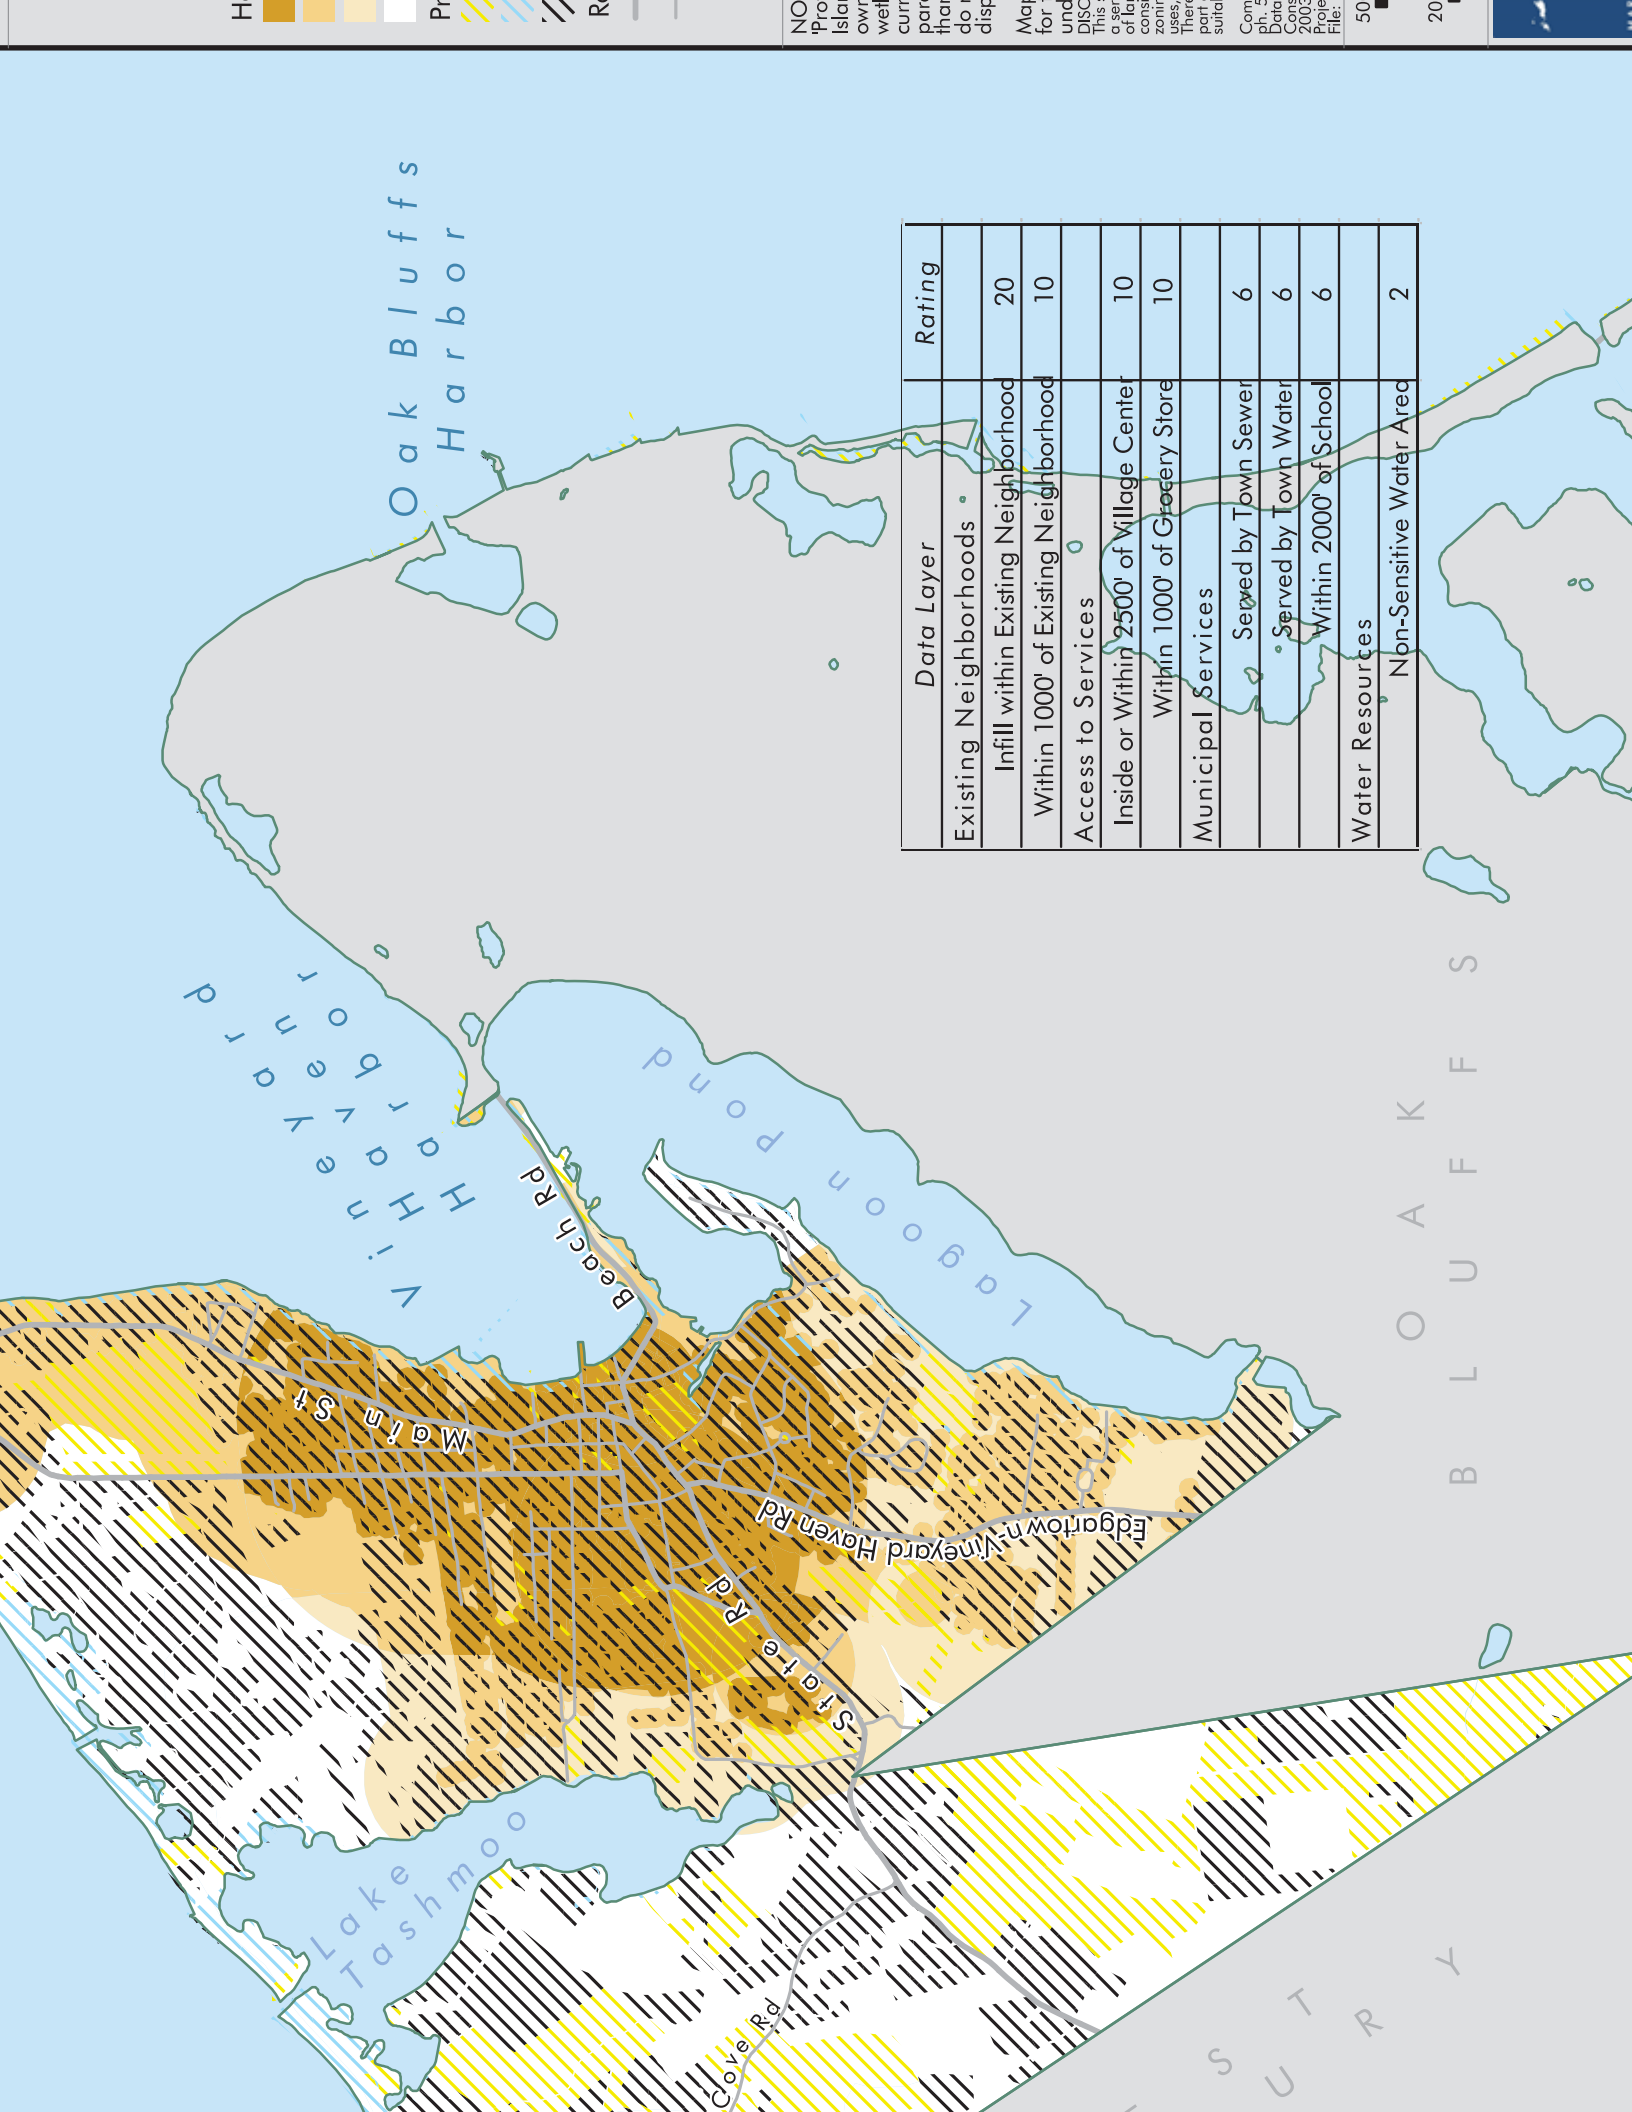 Oak Bluffs
Harbor
Vineyard
Haven
Harbor
Lagoon Pond
Beach Rd
Main St
State Rd
Edgartown-Vineyard Haven Rd
Lake
Tashmoo
Cove Rd
OAK
BLUFFS
Data Layer Rating
Existing Neighborhoods
Infill within Existing Neighborhood 20
Within 1000' of Existing Neighborhood 10
Access to Services
Inside or Within 2500' of Village Center 10
Within 1000' of Grocery Store 10
Municipal Services
Served by Town Sewer 6
Served by Town Water 6
Within 2000' of School 6
Water Resources
Non-Sensitive Water Area 2